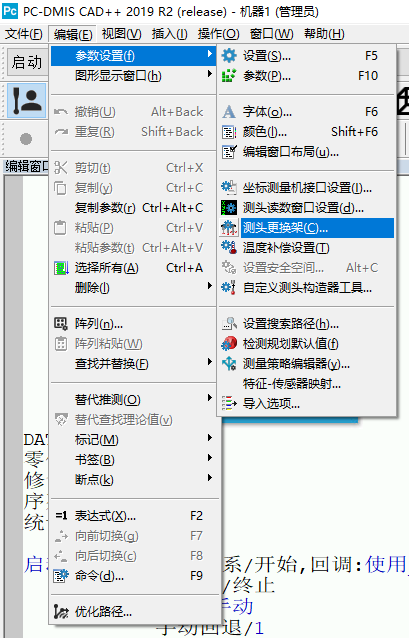 PC-DMIS CAD++ 2019 R2 (release) - 机器1 (管理员)
文件(F) 编辑(E) 视图(V) 插入(I) 操作(O) 窗口(W) 帮助(H)
启动
编辑窗口
参数设置(f)
图形显示窗口(h)
撤销(U) Alt+Back
重复(R) Shift+Back
剪切(t) Ctrl+X
复制(y) Ctrl+C
复制参数(r) Ctrl+Alt+C
粘贴(P) Ctrl+V
粘贴参数(t) Ctrl+Alt+V
选择所有(A) Ctrl+A
删除(l)
阵列(n)...
阵列粘贴(W)
查找并替换(F)
替代推测(O)
替代查找理论值(v)
标记(M)
书签(B)
断点(k)
=1 表达式(X)... F2
向前切换(g) F7
向后切换(c) F8
命令(d)... F9
优化路径...
设置(S)... F5
参数(P)... F10
字体(o)... F6
颜色(l)... Shift+F6
编辑窗口布局(u)...
坐标测量机接口设置(I)...
测头读数窗口设置(d)...
测头更换架(C)...
温度补偿设置(T)
设置安全空间... Alt+C
自定义测头构造器工具...
设置搜索路径(h)...
检测规划默认值(f)
测量策略编辑器(y)...
特征-传感器映射...
导入选项...
DA
零
修
序
统
启 系/开始,回调:使用_
/终止
手动
手动回退/1